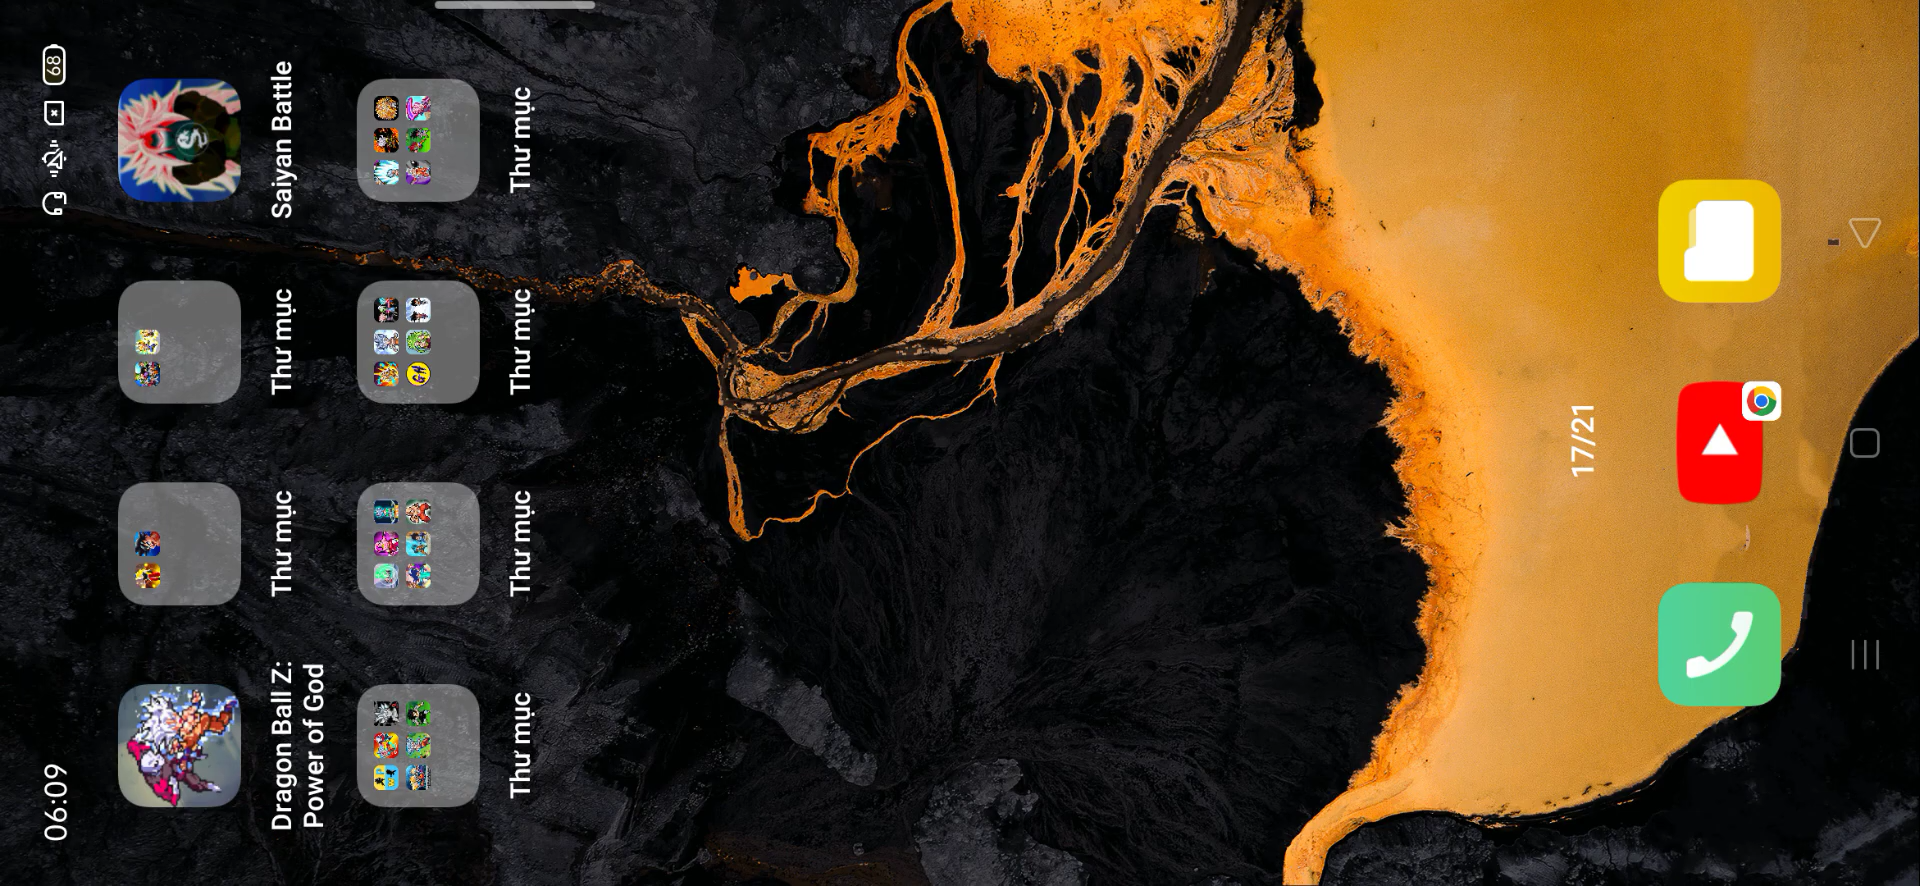 06:09
68
Dragon Ball Z:
Power of God
Thư mục
Thư mục
Saiyan Battle
Thư mục
Thư mục
Thư mục
Thư mục
17/21